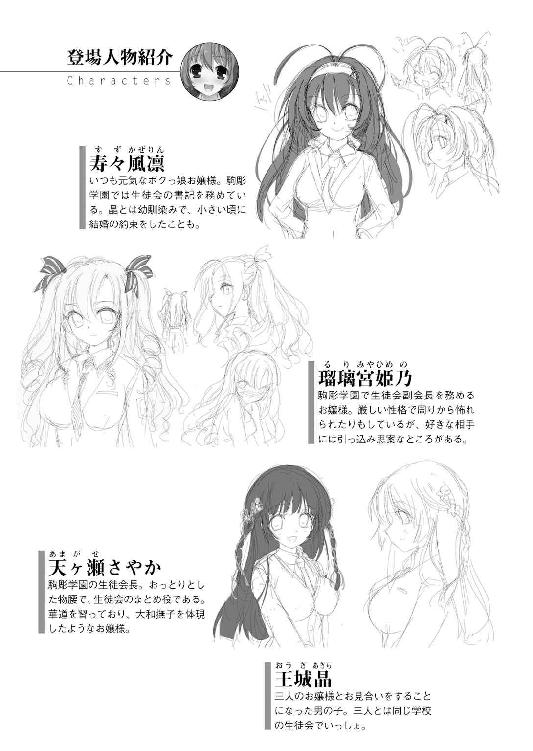 登場人物紹介
Characters
すずかぜりん
寿々風凛
いつも元気なボクっ娘お嬢様。駒彫
学園では生徒会の書記を務めてい
る。晶とは幼馴染みで、小さい頃に
結婚の約束をしたことも。
るりみやひめの
瑠璃宮姫乃
駒彫学園で生徒会副会長を務める
お嬢様。厳しい性格で周りから怖れ
られたりもしているが、好きな相手
には引っ込み思案なところがある。
あまがせ
天ヶ瀬さやか
駒彫学園の生徒会長。おっとりとし
た物腰で、生徒会のまとめ役である。
華道を習っており、大和撫子を体現
したようなお嬢様。
おうさあきら
王城晶
三人のお嬢様とお見合いをすること
になった男の子。三人とは同じ学校
の生徒会でいっしょ。